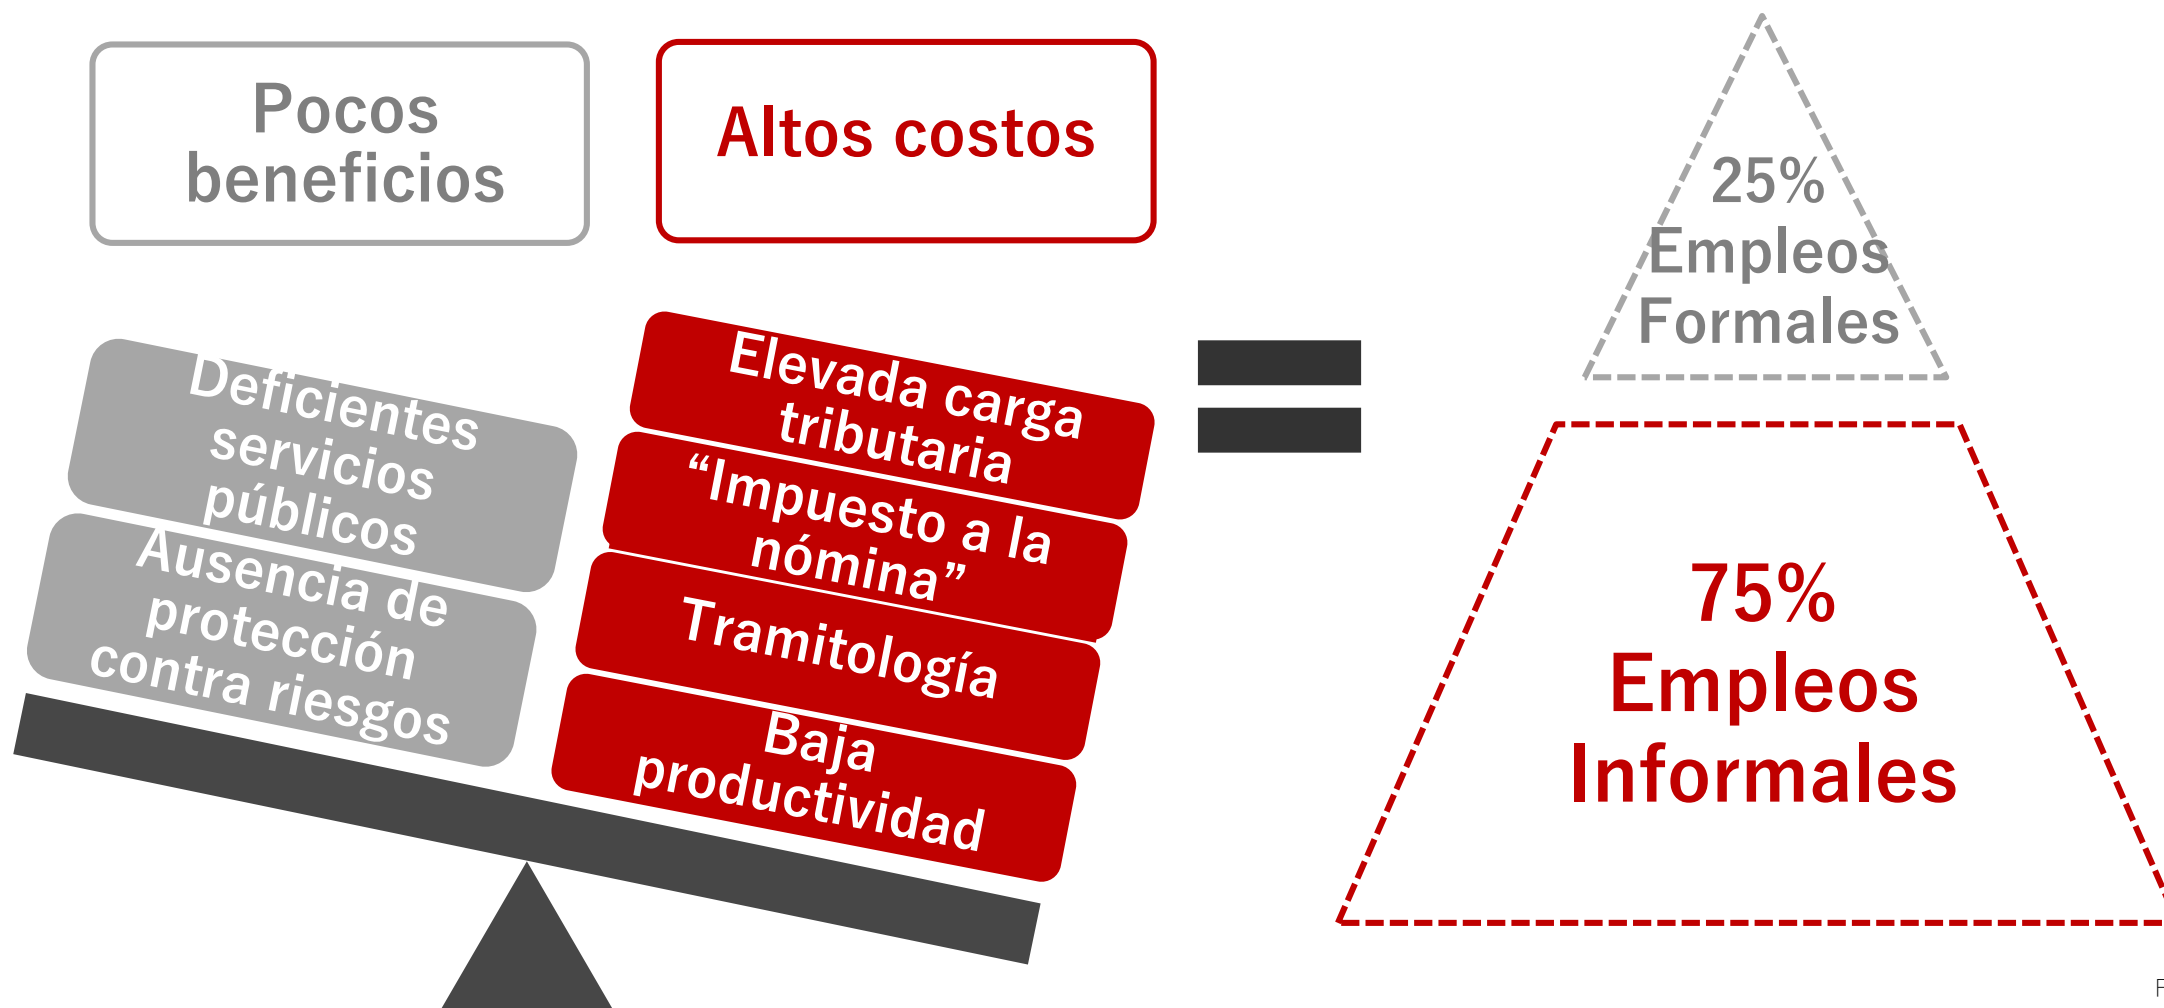 Pocos
beneficios
Altos costos
Deficientes
servicios
públicos
Ausencia de
protección
contra riesgos
Elevada carga
tributaria
“Impuesto a la
nómina”
Tramitología
Baja
productividad
25%
Empleos
Formales
75%
Empleos
Informales
F